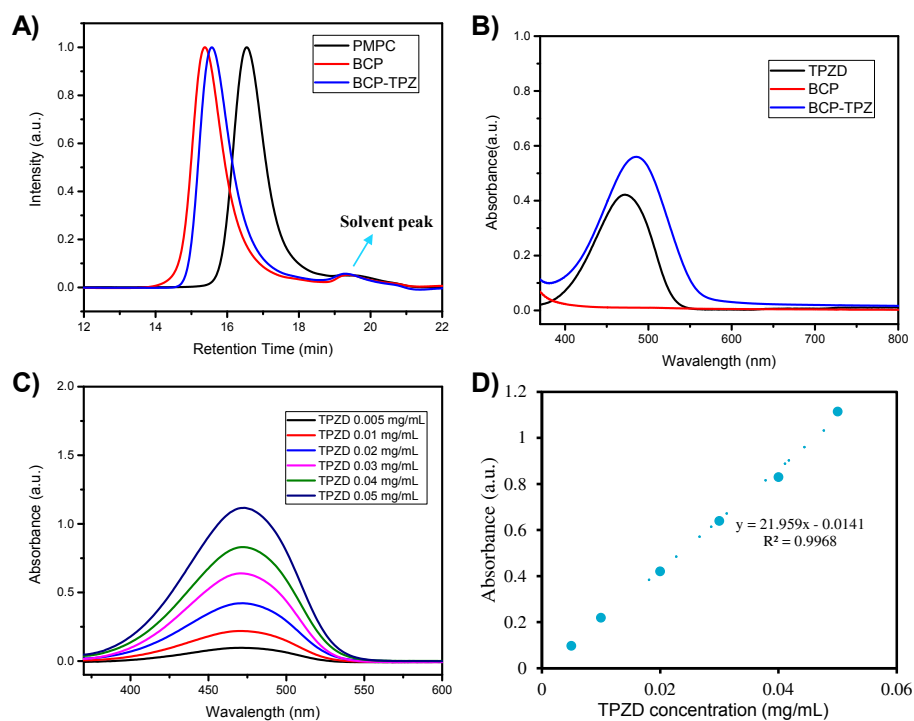 A)
PMPC
BCP
BCP-TPZ
Solvent peak
Intensity (a.u.)
1.0
0.8
0.6
0.4
0.2
0.0
12 14 16 18 20 22
Retention Time (min)
B)
TPZD
BCP
BCP-TPZ
Absorbance(a.u.)
1.0
0.8
0.6
0.4
0.2
0.0
400 500 600 700 800
Wavelength (nm)
C)
TPZD 0.005 mg/mL
TPZD 0.01 mg/mL
TPZD 0.02 mg/mL
TPZD 0.03 mg/mL
TPZD 0.04 mg/mL
TPZD 0.05 mg/mL
Absorbance (a.u.)
2.0
1.5
1.0
0.5
0.0
400 450 500 550 600
Wavelength (nm)
D)
Absorbance (a.u.)
1.2
1
0.8
0.6
0.4
0.2
0
y = 21.959x - 0.0141
R² = 0.9968
0 0.02 0.04 0.06
TPZD concentration (mg/mL)